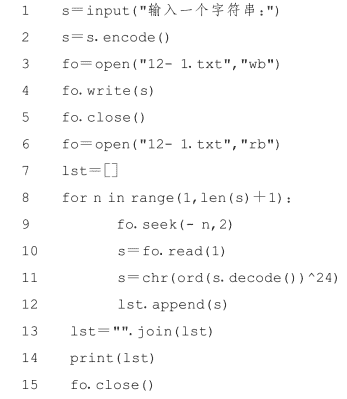 1 s=input("输入一个字符串:")
2 s=s.encode()
3 fo=open("12- 1.txt","wb")
4 fo.write(s)
5 fo.close()
6 fo=open("12- 1.txt","rb")
7 lst=[]
8 for n in range(1,len(s)+1):
9 fo.seek(- n,2)
10 s=fo.read(1)
11 s=chr(ord(s.decode())^24)
12 lst.append(s)
13 lst="".join(lst)
14 print(lst)
15 fo.close()